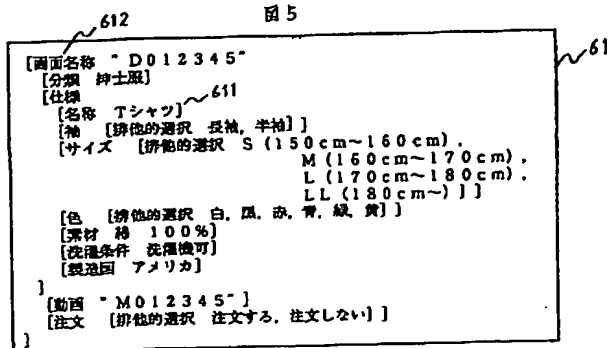 図5
612
61
[画面名称 "D012345"
[分類 紳士服]
[仕様
[名称 Tシャツ] 611
[袖 [排他的選択 長袖, 半袖] ]
[サイズ [排他的選択 S (150cm~160cm),
M (160cm~170cm),
L (170cm~180cm),
LL (180cm~) ] ]
[色 [排他的選択 白, 黒, 赤, 青, 緑, 黄] ]
[素材 綿 100%]
[洗濯条件 洗濯機可]
[製造国 アメリカ]
]
[動画 "M012345" ]
[注文 [排他的選択 注文する, 注文しない] ]
]